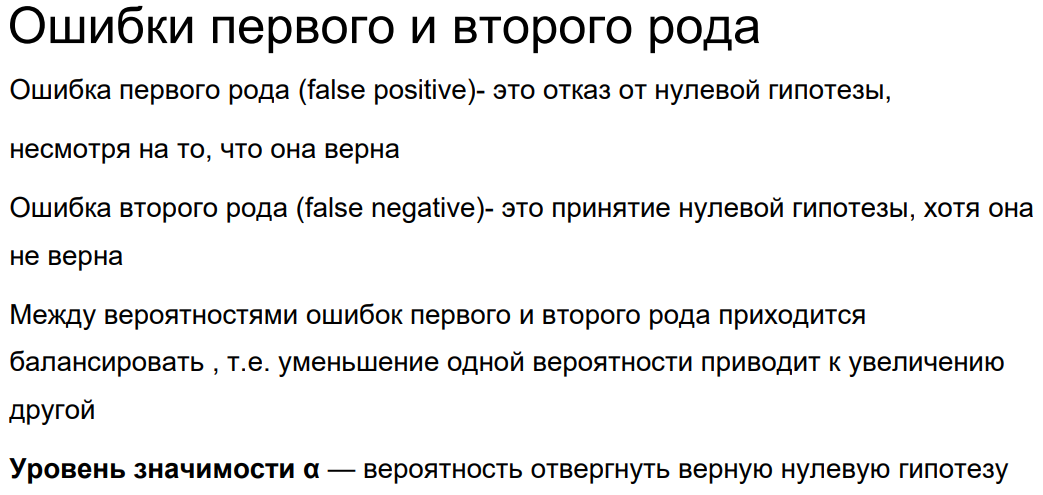 Ошибки первого и второго рода
Ошибка первого рода (false positive)- это отказ от нулевой гипотезы,
несмотря на то, что она верна
Ошибка второго рода (false negative)- это принятие нулевой гипотезы, хотя она
не верна
Между вероятностями ошибок первого и второго рода приходится
балансировать , т.е. уменьшение одной вероятности приводит к увеличению
другой
Уровень значимости α — вероятность отвергнуть верную нулевую гипотезу